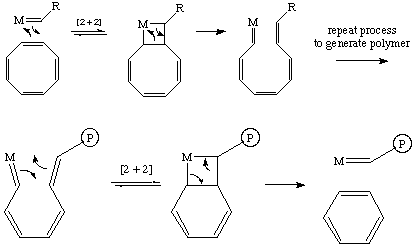 M R M R M R
[2+2]
repeat process
to generate polymer
M P M P M P
[2+2]